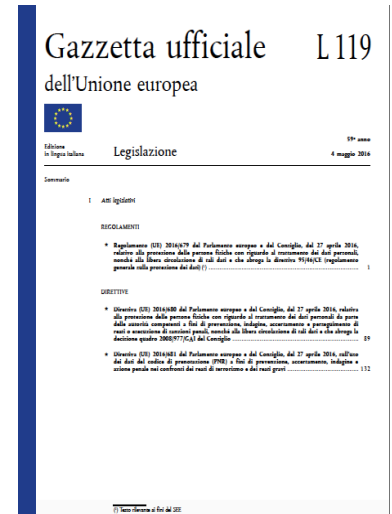 Gazzetta ufficiale L 119
dell'Unione europea
59° anno
Edizione
in lingua italiana Legislazione 4 maggio 2016
Sommario
I Atti legislativi
REGOLAMENTI
* Regolamento (UE) 2016/679 del Parlamento europeo e del Consiglio, del 27 aprile 2016,
relativo alla protezione delle persone fisiche con riguardo al trattamento dei dati personali,
nonché alla libera circolazione di tali dati e che abroga la direttiva 95/46/CE (regolamento
generale sulla protezione dei dati) (¹) ........................................ 1
DIRETTIVE
* Direttiva (UE) 2016/680 del Parlamento europeo e del Consiglio, del 27 aprile 2016, relativa
alla protezione delle persone fisiche con riguardo al trattamento dei dati personali da parte
delle autorità competenti a fini di prevenzione, indagine, accertamento e perseguimento di
reati o esecuzione di sanzioni penali, nonché alla libera circolazione di tali dati e che abroga la
decisione quadro 2008/977/GAI del Consiglio ........................................ 89
* Direttiva (UE) 2016/681 del Parlamento europeo e del Consiglio, del 27 aprile 2016, sull'uso
dei dati del codice di prenotazione (PNR) a fini di prevenzione, accertamento, indagine e
azione penale nei confronti dei reati di terrorismo e dei reati gravi ........................................ 132
(¹) Testo rilevante ai fini del SEE